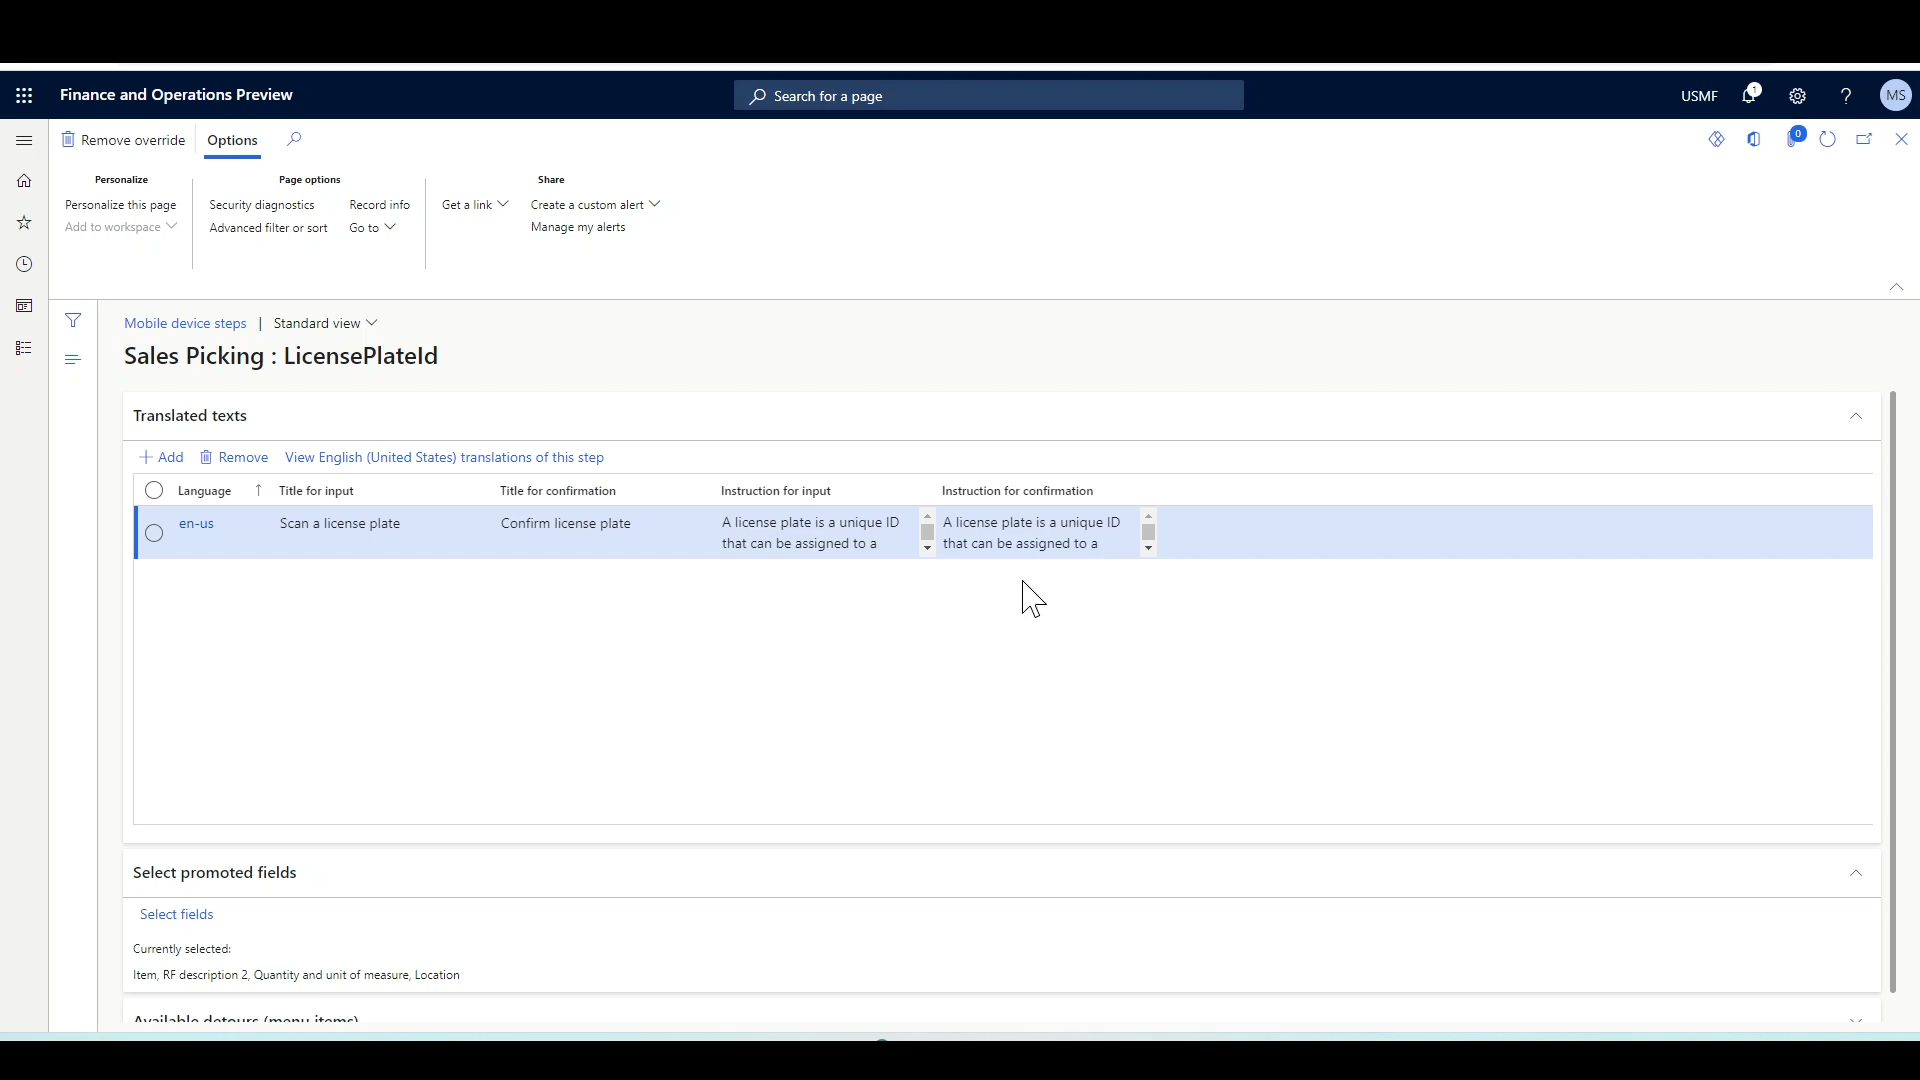 Finance and Operations Preview
Search for a page
USMF
1
MS
Remove override
Options
0
Personalize
Page options
Share
Personalize this page
Security diagnostics
Record info
Get a link
Create a custom alert
Add to workspace
Advanced filter or sort
Go to
Manage my alerts
Mobile device steps | Standard view
Sales Picking : LicensePlateId
Translated texts
Add
Remove
View English (United States) translations of this step
Language
Title for input
Title for confirmation
Instruction for input
Instruction for confirmation
en-us
Scan a license plate
Confirm license plate
A license plate is a unique ID
that can be assigned to a
A license plate is a unique ID
that can be assigned to a
Select promoted fields
Select fields
Currently selected:
Item, RF description 2, Quantity and unit of measure, Location
Available detours (menu items)